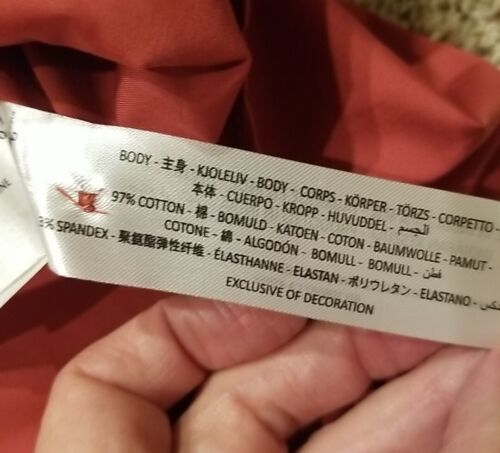 BODY - 主身 - KJOLELIV - BODY - CORPS - KÖRPER - TÖRZS - CORPETTO -
本体 - CUERPO - KROPP - HUVUDDEL - الجسم
97% COTTON - 棉 - BOMULD - KATOEN - COTON - BAUMWOLLE - PAMUT -
COTONE - 綿 - ALGODÓN - BOMULL - BOMULL - قطن
3% SPANDEX - 聚氨酯弹性纤维 - ÉLASTHANNE - ELASTAN - ポリウレタン - ELASTANO -
EXCLUSIVE OF DECORATION